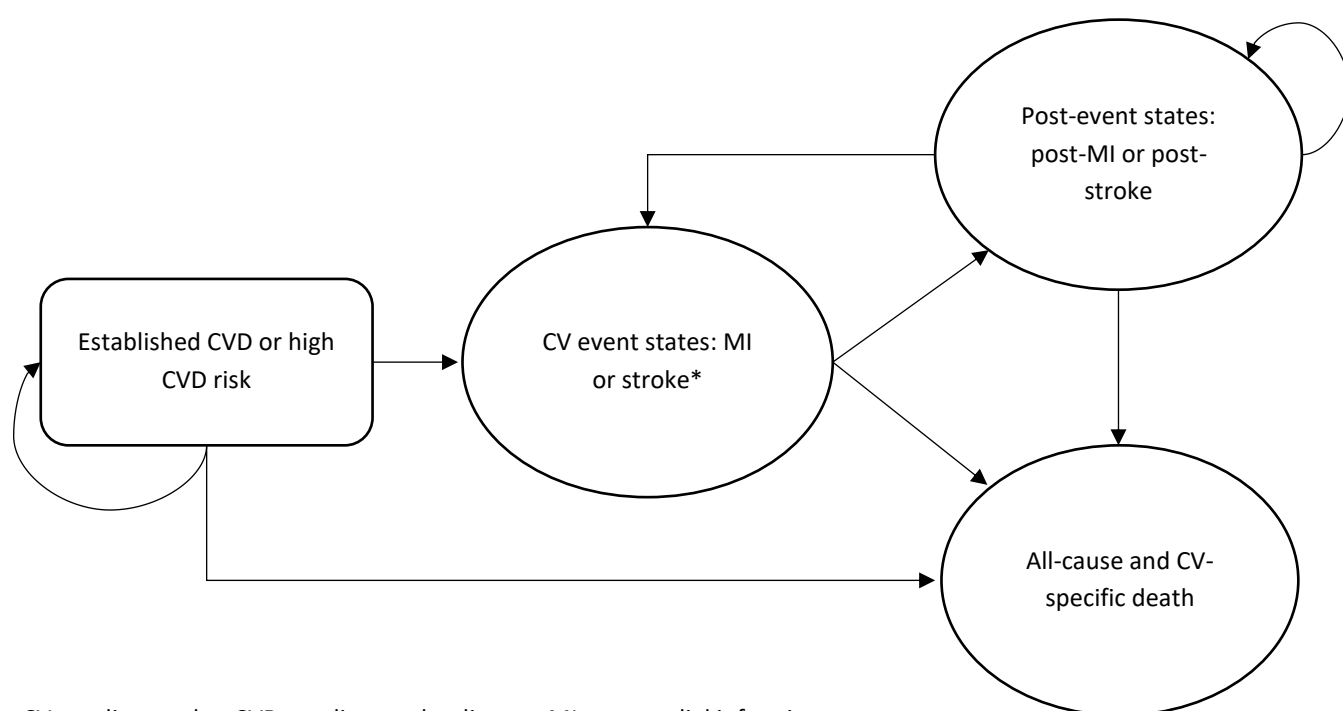 Post-event states:
post-MI or post-
stroke
Established CVD or high
CVD risk
CV event states: MI
or stroke*
All-cause and CV-
specific death